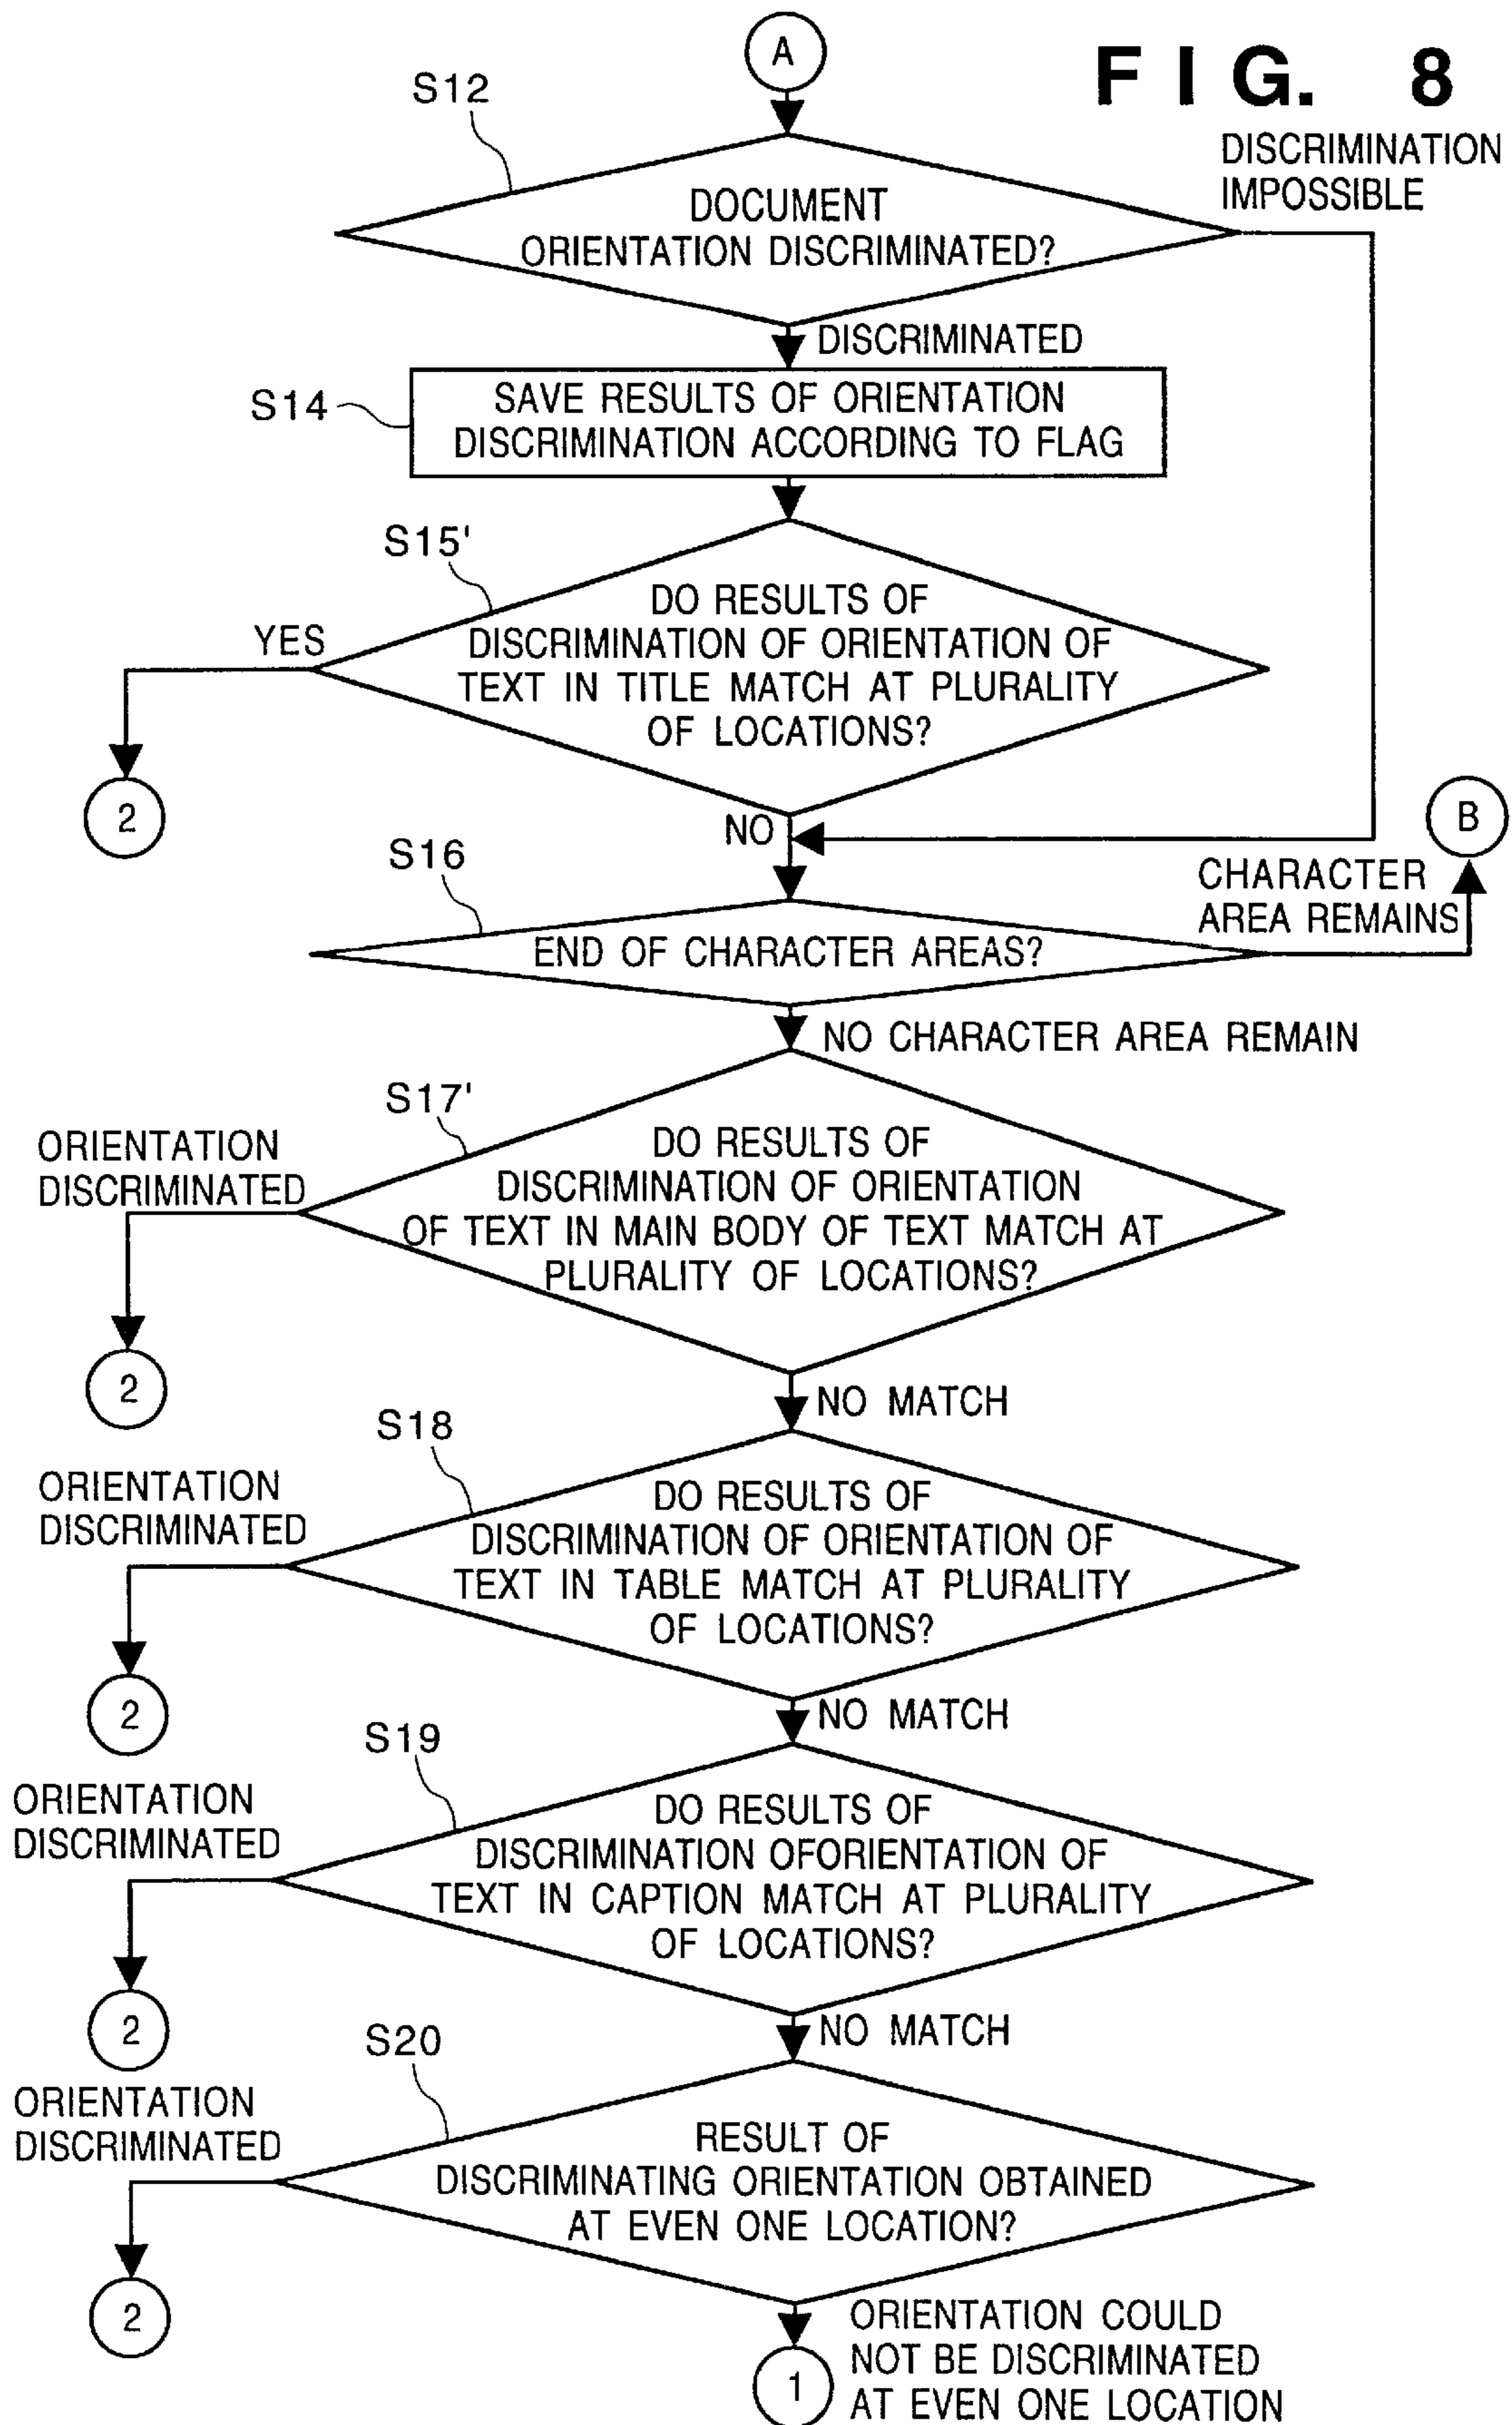 A
F I G. 8
S12
DISCRIMINATION
IMPOSSIBLE
DOCUMENT
ORIENTATION DISCRIMINATED?
DISCRIMINATED
S14
SAVE RESULTS OF ORIENTATION
DISCRIMINATION ACCORDING TO FLAG
S15'
YES
DO RESULTS OF
DISCRIMINATION OF ORIENTATION OF
TEXT IN TITLE MATCH AT PLURALITY
OF LOCATIONS?
2
NO
B
S16
CHARACTER
AREA REMAINS
END OF CHARACTER AREAS?
NO CHARACTER AREA REMAIN
S17'
ORIENTATION
DISCRIMINATED
DO RESULTS OF
DISCRIMINATION OF ORIENTATION
OF TEXT IN MAIN BODY OF TEXT MATCH AT
PLURALITY OF LOCATIONS?
2
NO MATCH
S18
ORIENTATION
DISCRIMINATED
DO RESULTS OF
DISCRIMINATION OF ORIENTATION OF
TEXT IN TABLE MATCH AT PLURALITY
OF LOCATIONS?
2
NO MATCH
S19
ORIENTATION
DISCRIMINATED
DO RESULTS OF
DISCRIMINATION OFORIENTATION OF
TEXT IN CAPTION MATCH AT PLURALITY
OF LOCATIONS?
2
NO MATCH
S20
ORIENTATION
DISCRIMINATED
RESULT OF
DISCRIMINATING ORIENTATION OBTAINED
AT EVEN ONE LOCATION?
2
1
ORIENTATION COULD
NOT BE DISCRIMINATED
AT EVEN ONE LOCATION